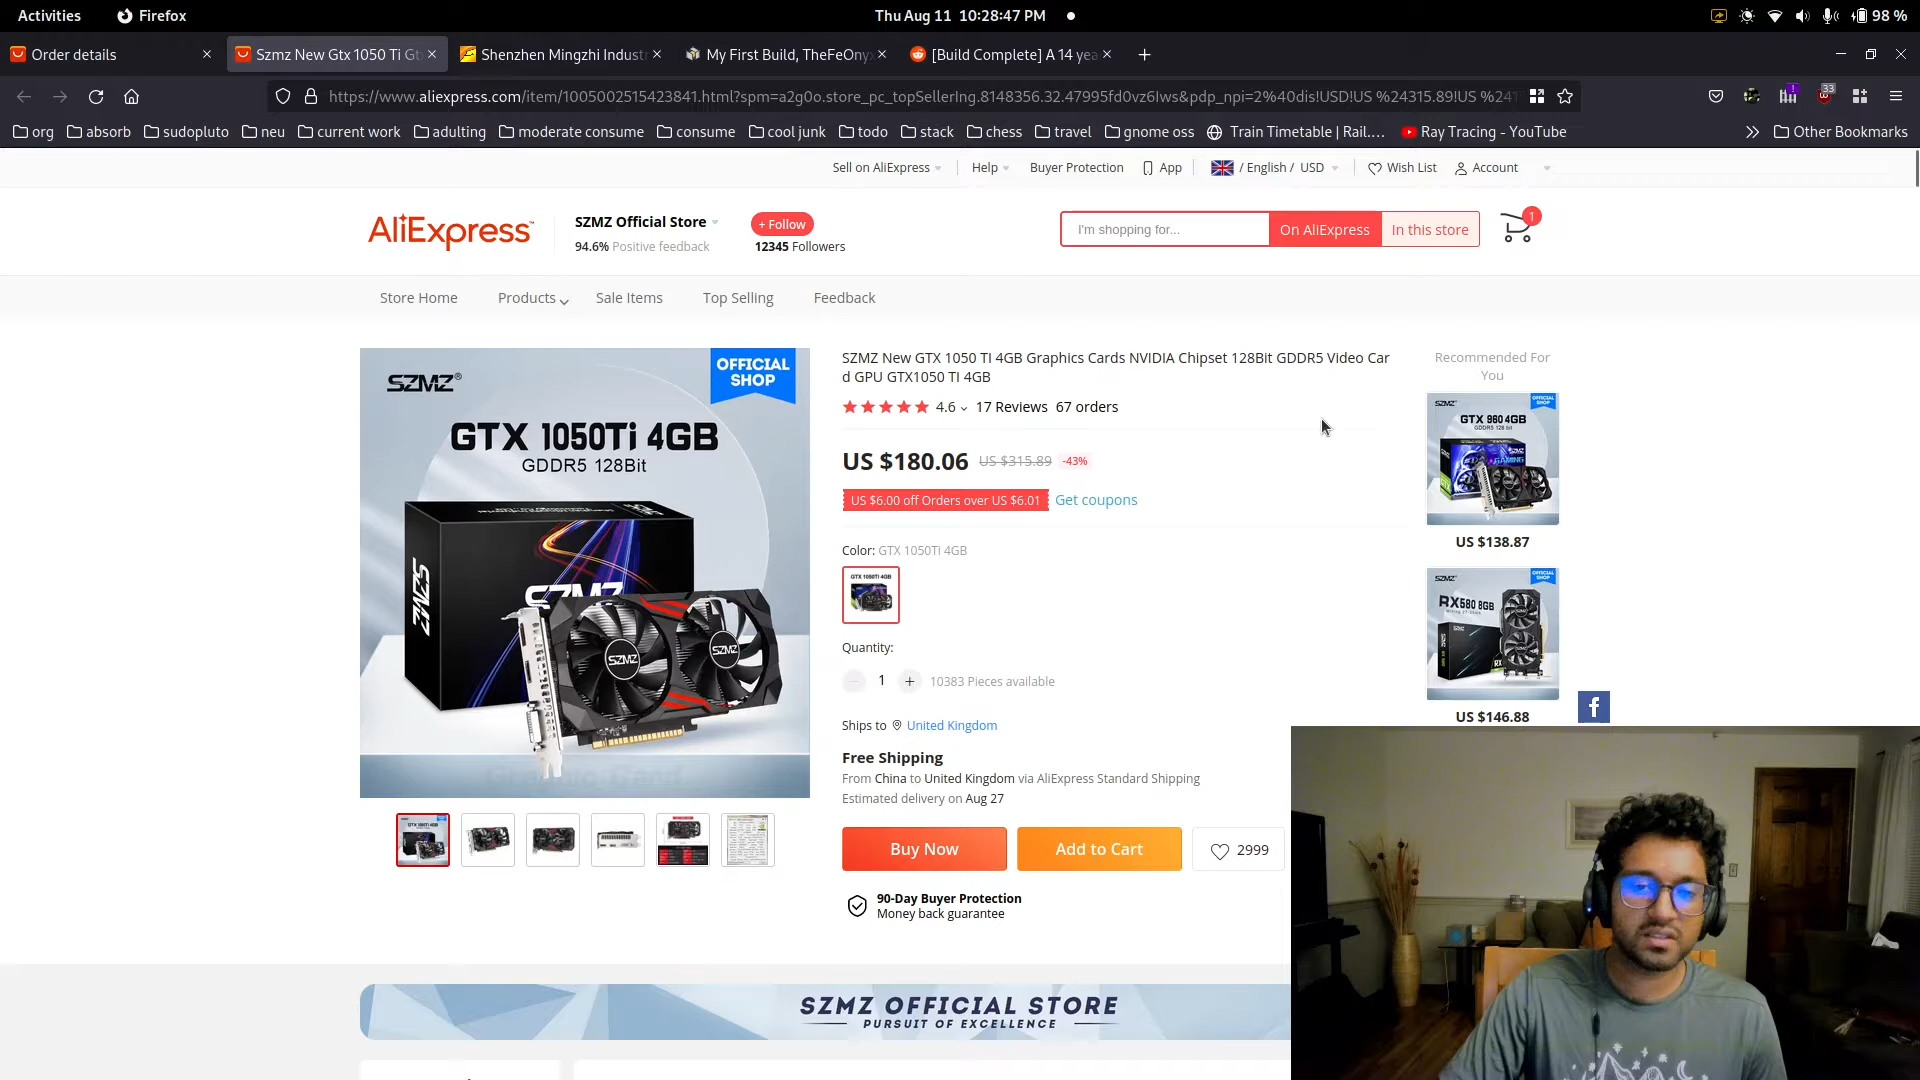 Activities
Firefox
Thu Aug 11 10:28:47 PM
98 %
Order details
Szmz New Gtx 1050 Ti Gt
Shenzhen Mingzhi Industr
My First Build, TheFeOny
[Build Complete] A 14 yea
https://www.aliexpress.com/item/1005002515423841.html?spm=a2g0o.store_pc_topSellerIng.8148356.32.47995fd0vz6Iws&pdp_npi=2%40dis!USD!US %24315.89!US %241
33
org
absorb
sudopluto
neu
current work
adulting
moderate consume
consume
cool junk
todo
stack
chess
travel
gnome oss
Train Timetable | Rail....
Ray Tracing - YouTube
Other Bookmarks
Sell on AliExpress
Help
Buyer Protection
App
/ English / USD
Wish List
Account
AliExpress
SZMZ Official Store
94.6% Positive feedback
+ Follow
12345 Followers
I'm shopping for...
On AliExpress
In this store
1
Store Home
Products
Sale Items
Top Selling
Feedback
SZMZ®
OFFICIAL
SHOP
GTX 1050Ti 4GB
GDDR5 128Bit
SZMZ
SZMZ
SZMZ
SZMZ
SZMZ New GTX 1050 TI 4GB Graphics Cards NVIDIA Chipset 128Bit GDDR5 Video Car
d GPU GTX1050 TI 4GB
4.6
17 Reviews
67 orders
US $180.06
US $315.89
-43%
US $6.00 off Orders over US $6.01
Get coupons
Color: GTX 1050Ti 4GB
GTX 1050Ti 4GB
Quantity:
1
10383 Pieces available
Ships to
United Kingdom
Free Shipping
From China to United Kingdom via AliExpress Standard Shipping
Estimated delivery on Aug 27
Buy Now
Add to Cart
2999
90-Day Buyer Protection
Money back guarantee
Recommended For
You
SZMZ
OFFICIAL
SHOP
GTX 960 4GB
GDDR5 128 bit
US $138.87
SZMZ
OFFICIAL
SHOP
RX580 8GB
US $146.88
SZMZ OFFICIAL STORE
PURSUIT OF EXCELLENCE